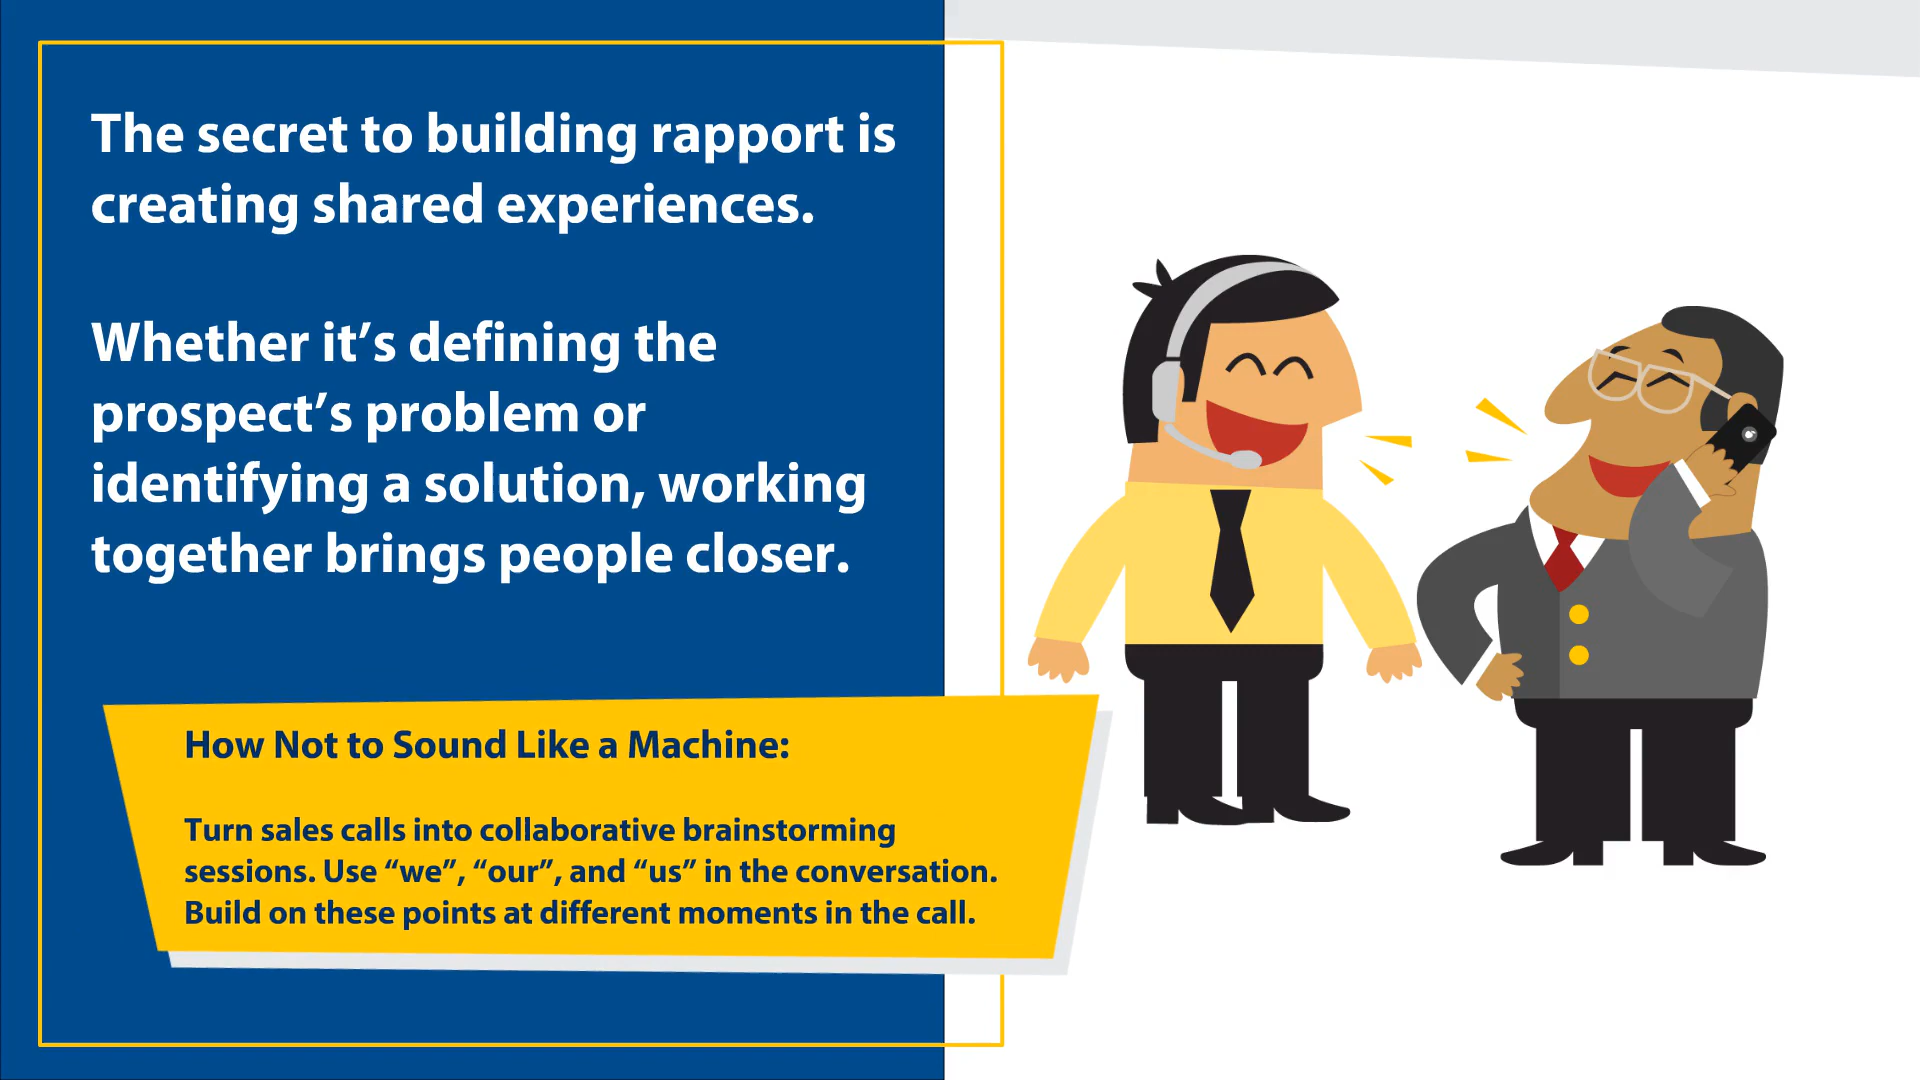 The secret to building rapport is
creating shared experiences.
Whether it’s defining the
prospect’s problem or
identifying a solution, working
together brings people closer.
How Not to Sound Like a Machine:
Turn sales calls into collaborative brainstorming
sessions. Use “we”, “our”, and “us” in the conversation.
Build on these points at different moments in the call.